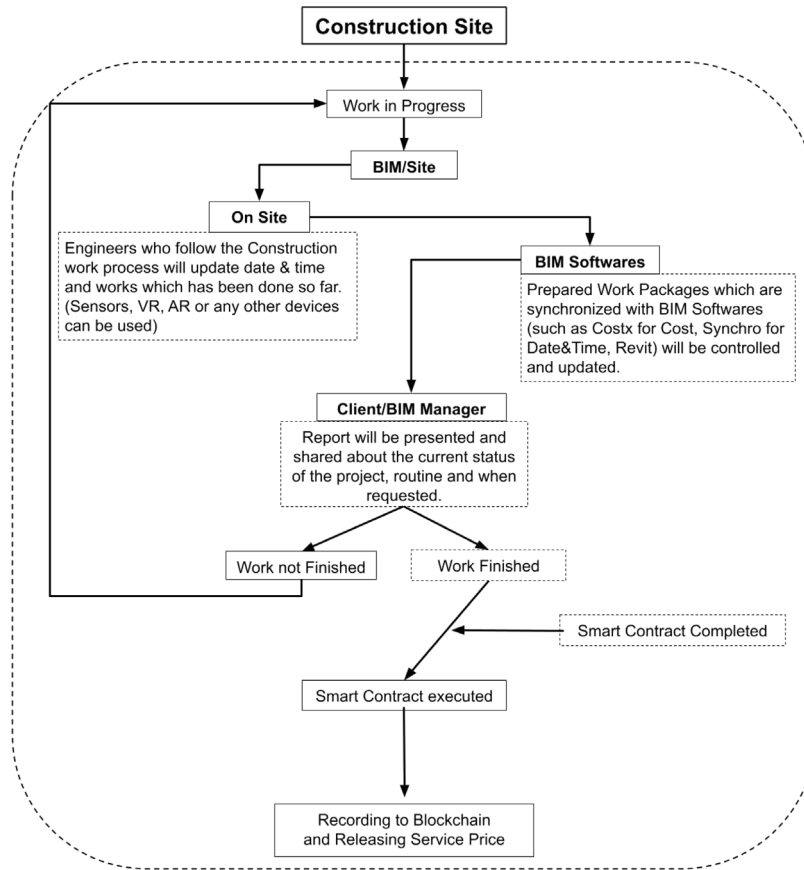 Construction Site
Work in Progress
BIM/Site
On Site
Engineers who follow the Construction
work process will update date & time
and works which has been done so far.
(Sensors, VR, AR or any other devices
can be used)
BIM Softwares
Prepared Work Packages which are
synchronized with BIM Softwares
(such as Costx for Cost, Synchro for
Date&Time, Revit) will be controlled
and updated.
Client/BIM Manager
Report will be presented and
shared about the current status
of the project, routine and when
requested.
Work not Finished
Work Finished
Smart Contract Completed
Smart Contract executed
Recording to Blockchain
and Releasing Service Price